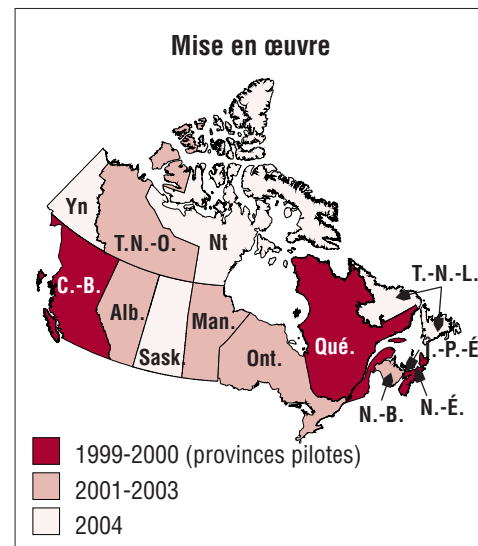 Mise en œuvre
Yn
T.N.-O.
Nt
C.-B.
Alb.
Sask.
Man.
Ont.
Qué.
T.-N.-L.
.-P.-É
N.-B.
N.-É.
1999-2000 (provinces pilotes)
2001-2003
2004